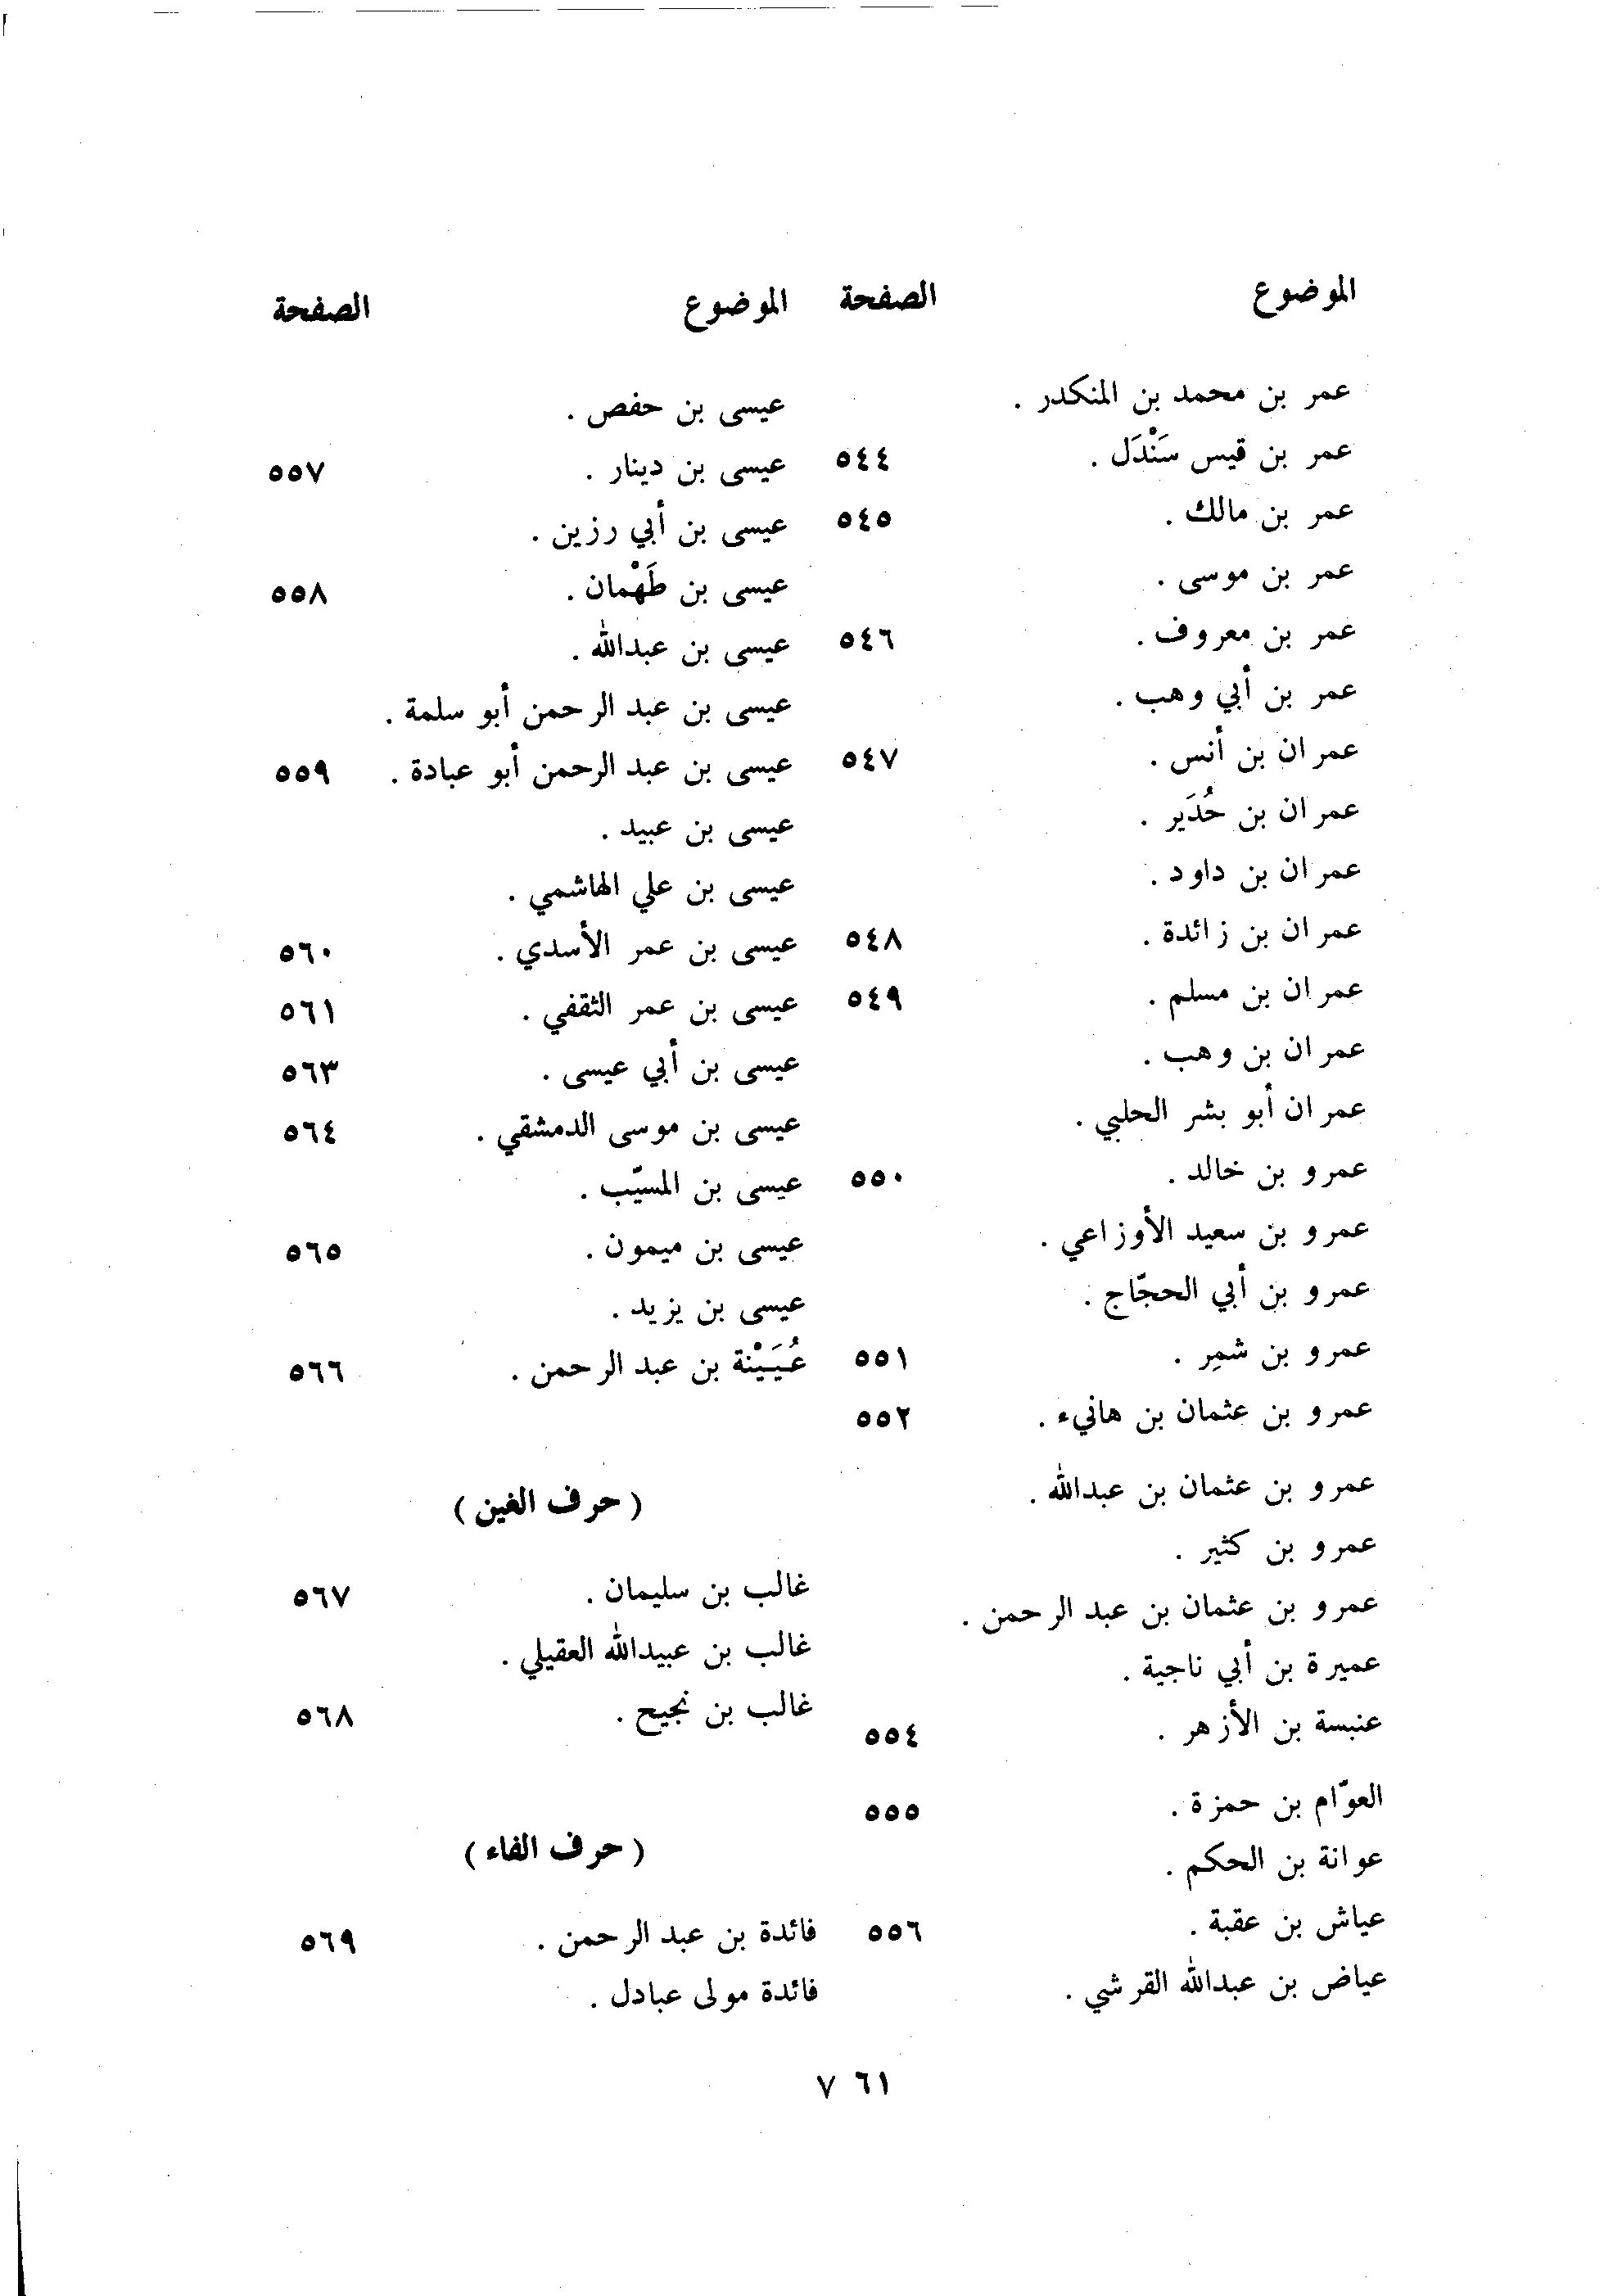 الموضوع الصفحة
عمر بن محمد بن المنكدر .
عمر بن قيس سَنْدَل . ٥٤٤
عمر بن مالك . ٥٤٥
عمر بن موسى .
عمر بن معروف . ٥٤٦
عمر بن أبي وهب .
عمران بن أنس . ٥٤٧
عمران بن حُدَير .
عمران بن داود .
عمران بن زائدة . ٥٤٨
عمران بن مسلم . ٥٤٩
عمران بن وهب .
عمران أبو بشر الحلبي .
عمرو بن خالد . ٥٥٠
عمرو بن سعيد الأوزاعي .
عمرو بن أبي الحجّاج .
عمرو بن شمِر . ٥٥١
عمرو بن عثمان بن هانيء . ٥٥٢
عمرو بن عثمان بن عبدالله .
عمرو بن كثير .
عمرو بن عثمان بن عبد الرحمن .
عميرة بن أبي ناجية .
عنبسة بن الأزهر . ٥٥٤
العوّام بن حمزة . ٥٥٥
عوانة بن الحكم .
عياش بن عقبة . ٥٥٦
عياض بن عبدالله القرشي .
الموضوع الصفحة
عيسى بن حفص .
عيسى بن دينار . ٥٥٧
عيسى بن أبي رزين .
عيسى بن طَهْمان . ٥٥٨
عيسى بن عبدالله .
عيسى بن عبد الرحمن أبو سلمة .
عيسى بن عبد الرحمن أبو عبادة . ٥٥٩
عيسى بن عبيد .
عيسى بن علي الهاشمي .
عيسى بن عمر الأسدي . ٥٦٠
عيسى بن عمر الثقفي . ٥٦١
عيسى بن أبي عيسى . ٥٦٣
عيسى بن موسى الدمشقي . ٥٦٤
عيسى بن المسيّب .
عيسى بن ميمون . ٥٦٥
عيسى بن يزيد .
عُيَيْنة بن عبد الرحمن . ٥٦٦
( حرف الغين )
غالب بن سليمان . ٥٦٧
غالب بن عبيدالله العقيلي .
غالب بن نجيح . ٥٦٨
( حرف الفاء )
فائدة بن عبد الرحمن . ٥٦٩
فائدة مولى عبادل .
٧٦١